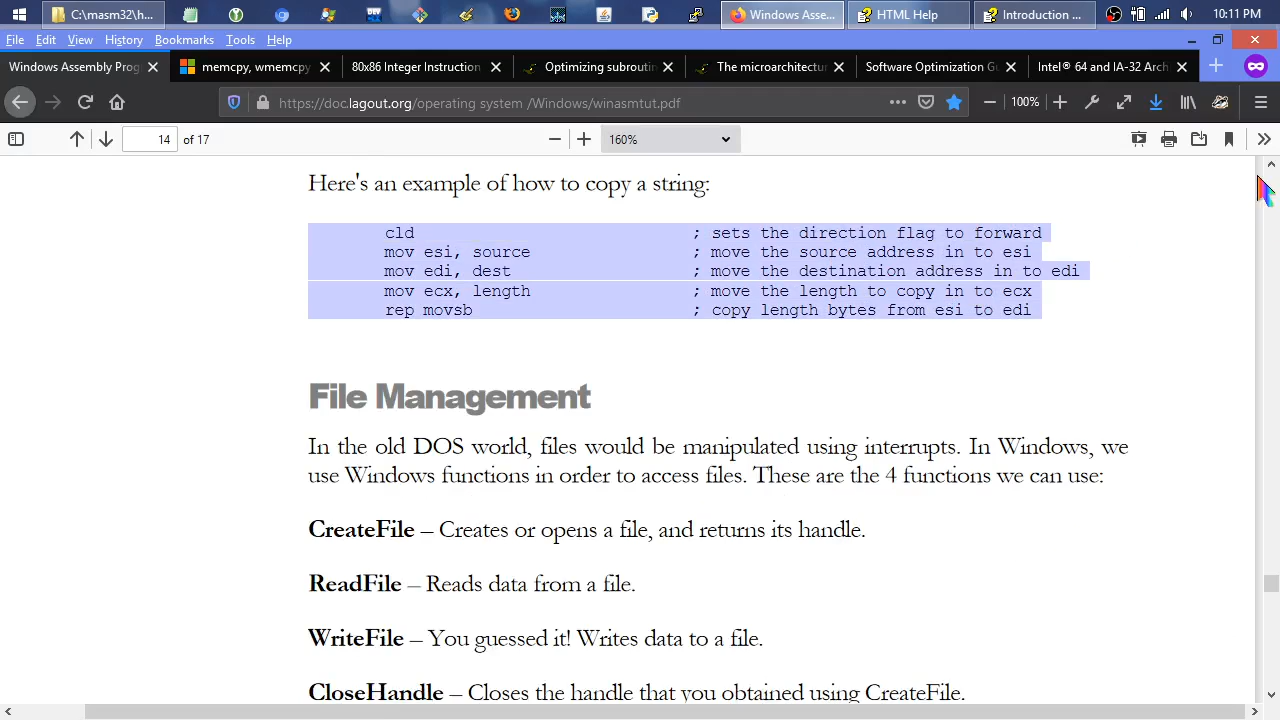 C:\masm32\h...
Windows Asse...
HTML Help
Introduction ...
10:11 PM
File Edit View History Bookmarks Tools Help
Windows Assembly Prog
memcpy, wmemcpy
80x86 Integer Instruction
Optimizing subroutin
The microarchitectur
Software Optimization Gu
Intel® 64 and IA-32 Arch
https://doc.lagout.org/operating system /Windows/winasmtut.pdf
100%
14 of 17
160%
Here's an example of how to copy a string:
cld ; sets the direction flag to forward
mov esi, source ; move the source address in to esi
mov edi, dest ; move the destination address in to edi
mov ecx, length ; move the length to copy in to ecx
rep movsb ; copy length bytes from esi to edi
File Management
In the old DOS world, files would be manipulated using interrupts. In Windows, we
use Windows functions in order to access files. These are the 4 functions we can use:
CreateFile – Creates or opens a file, and returns its handle.
ReadFile – Reads data from a file.
WriteFile – You guessed it! Writes data to a file.
CloseHandle – Closes the handle that you obtained using CreateFile.